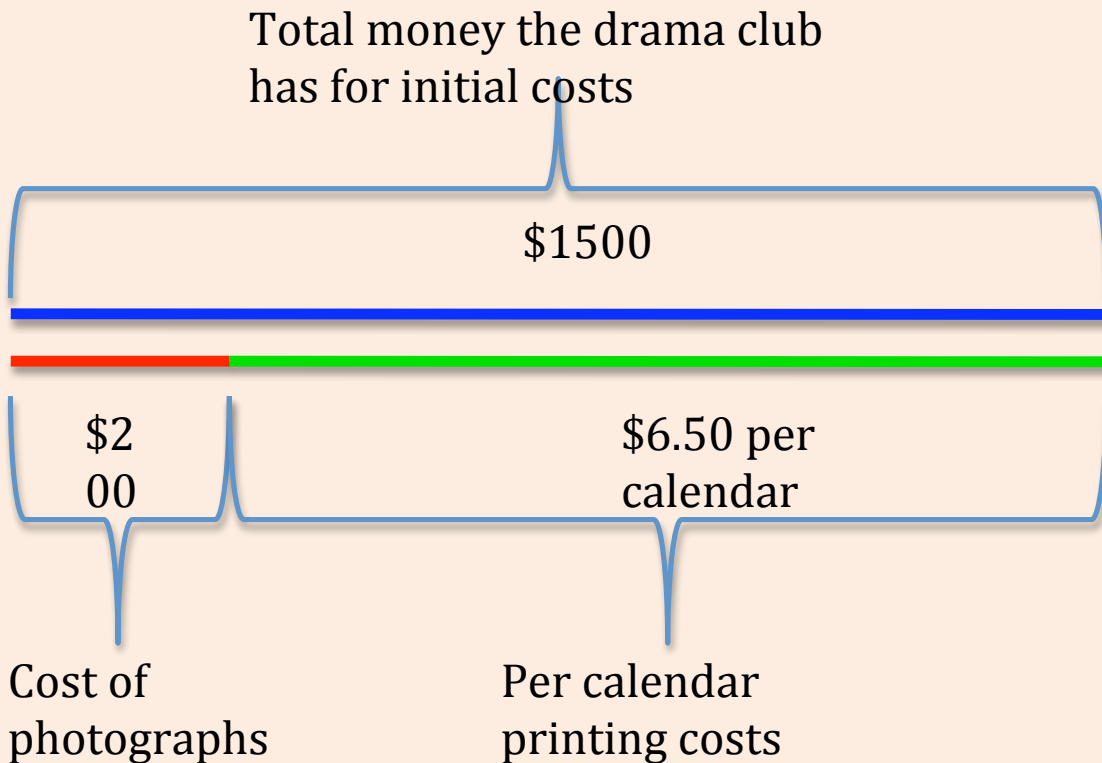 Total money the drama club
has for initial costs
$1500
$2
00
$6.50 per
calendar
Cost of
photographs
Per calendar
printing costs